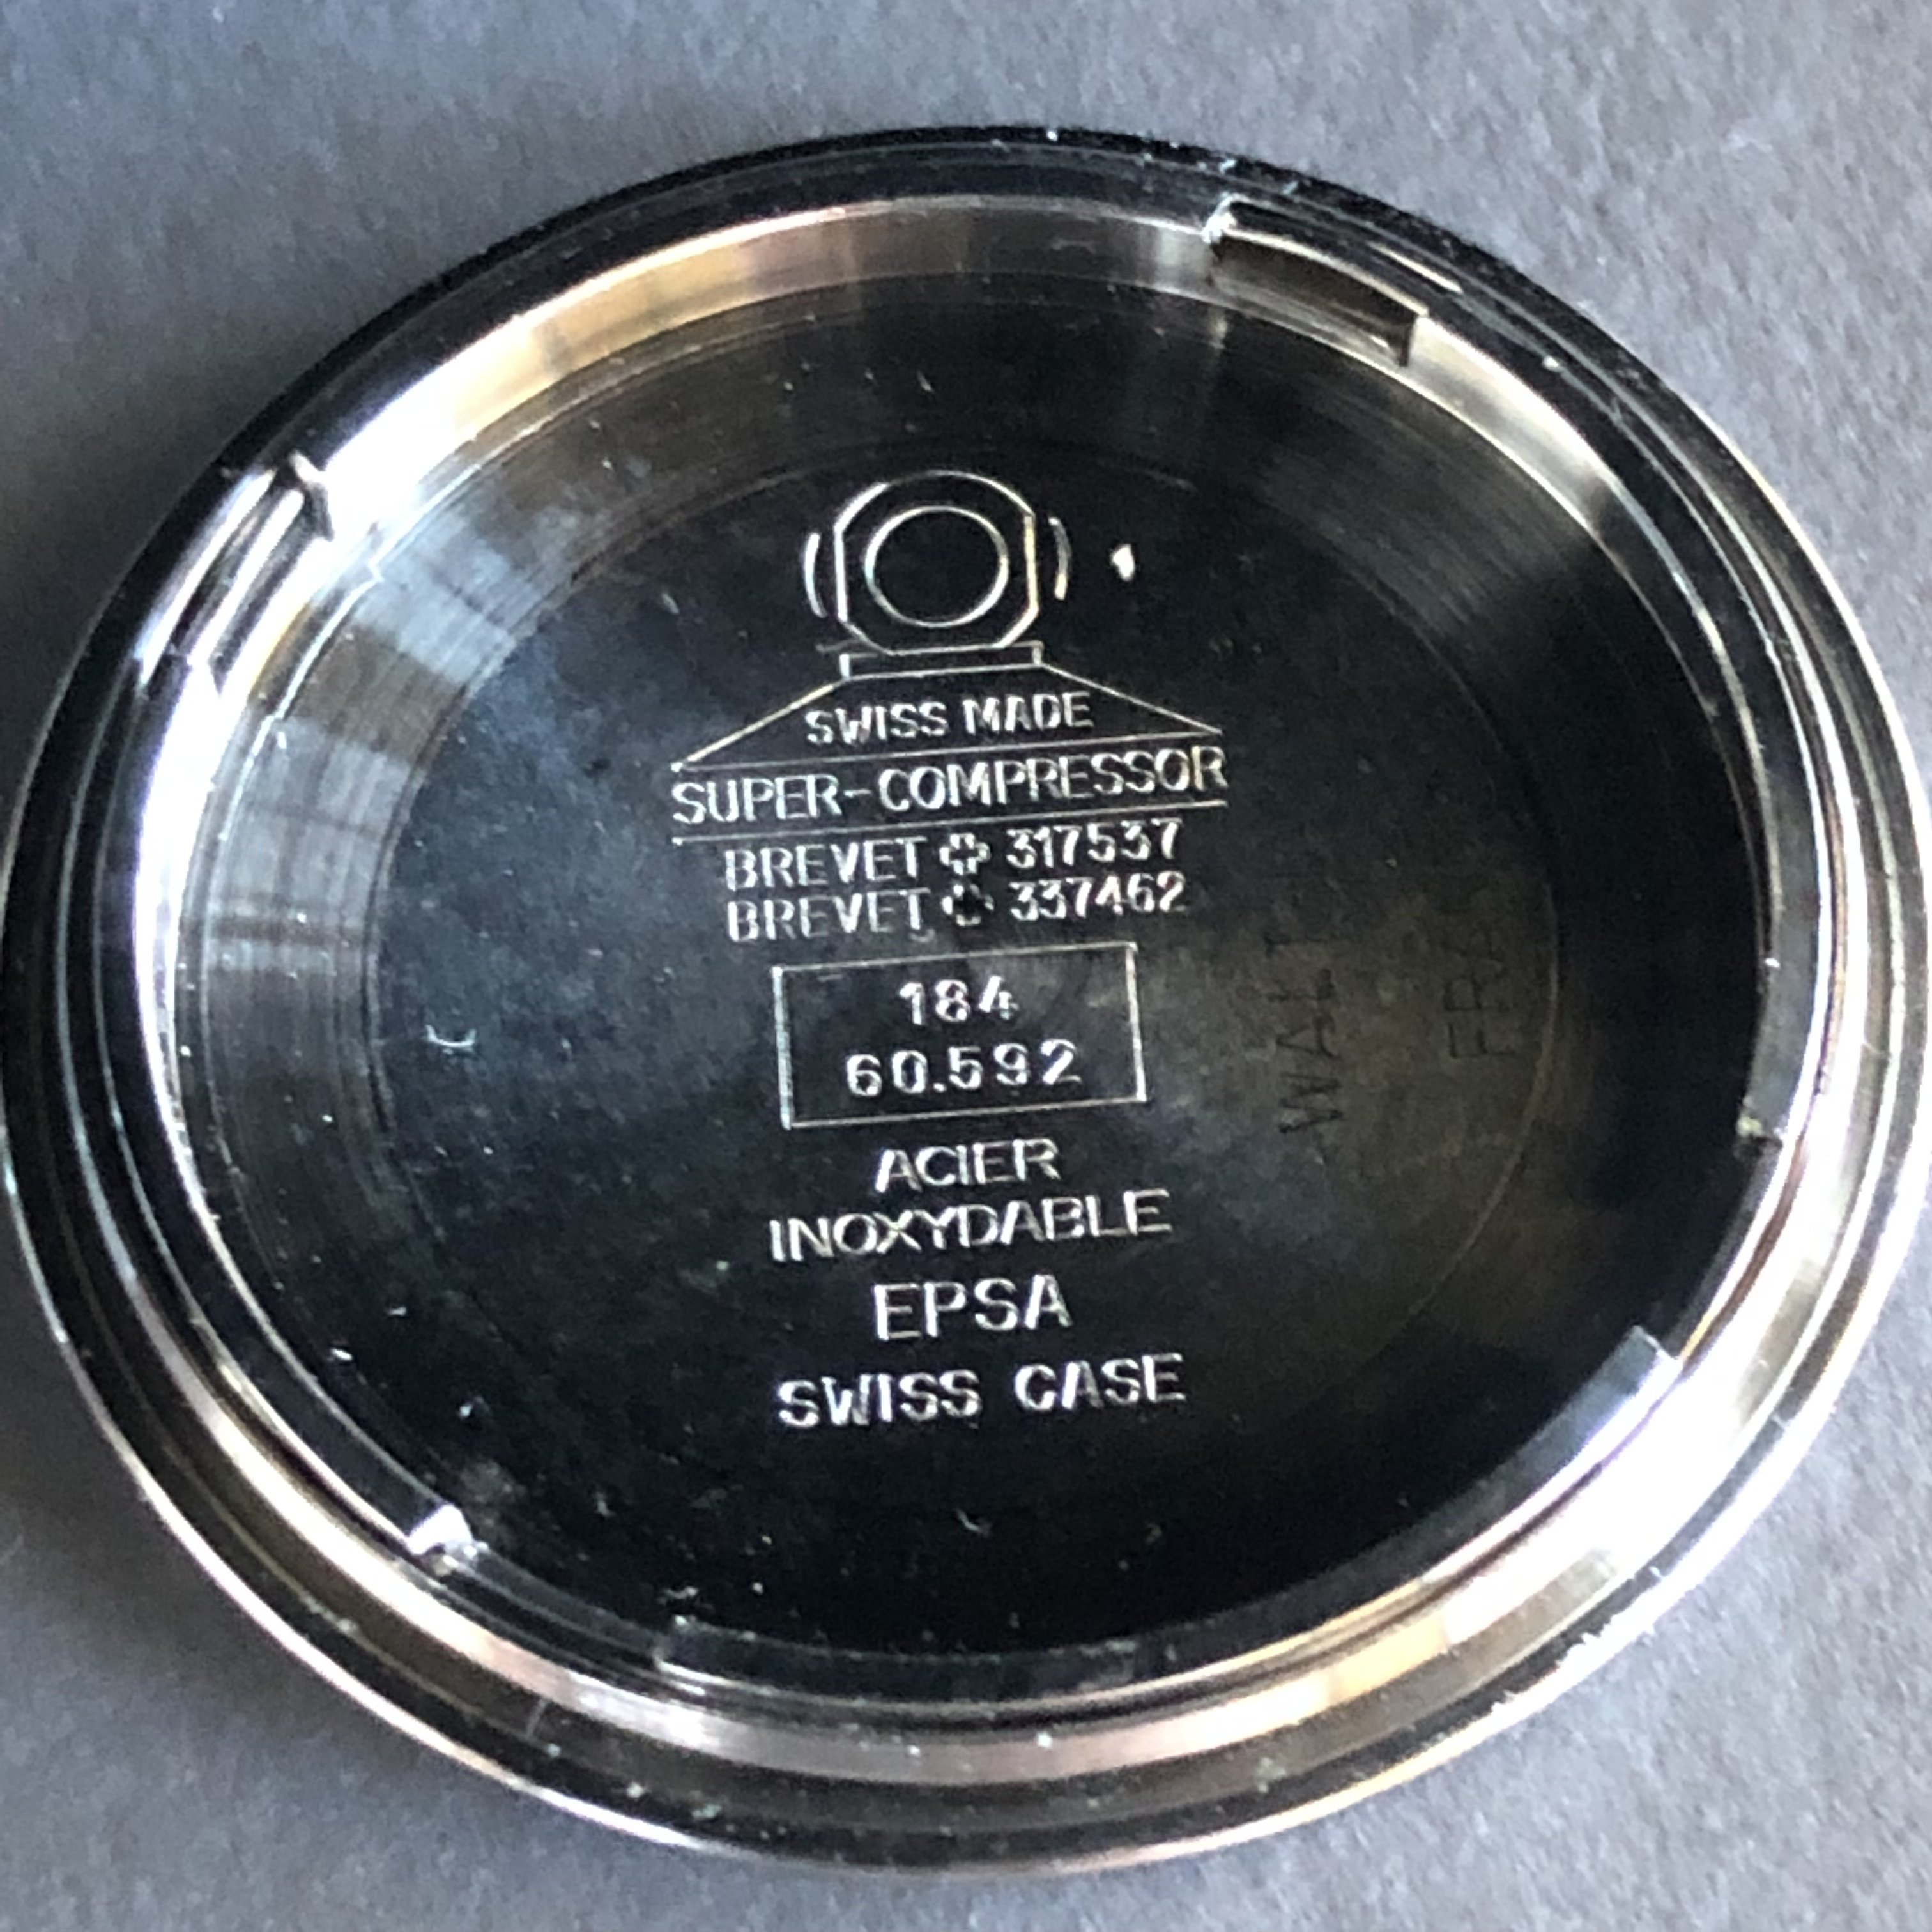 SWISS MADE
SUPER-COMPRESSOR
BREVET 317537
BREVET 337462
184
60.592
ACIER
INOXYDABLE
EPSA
SWISS CASE